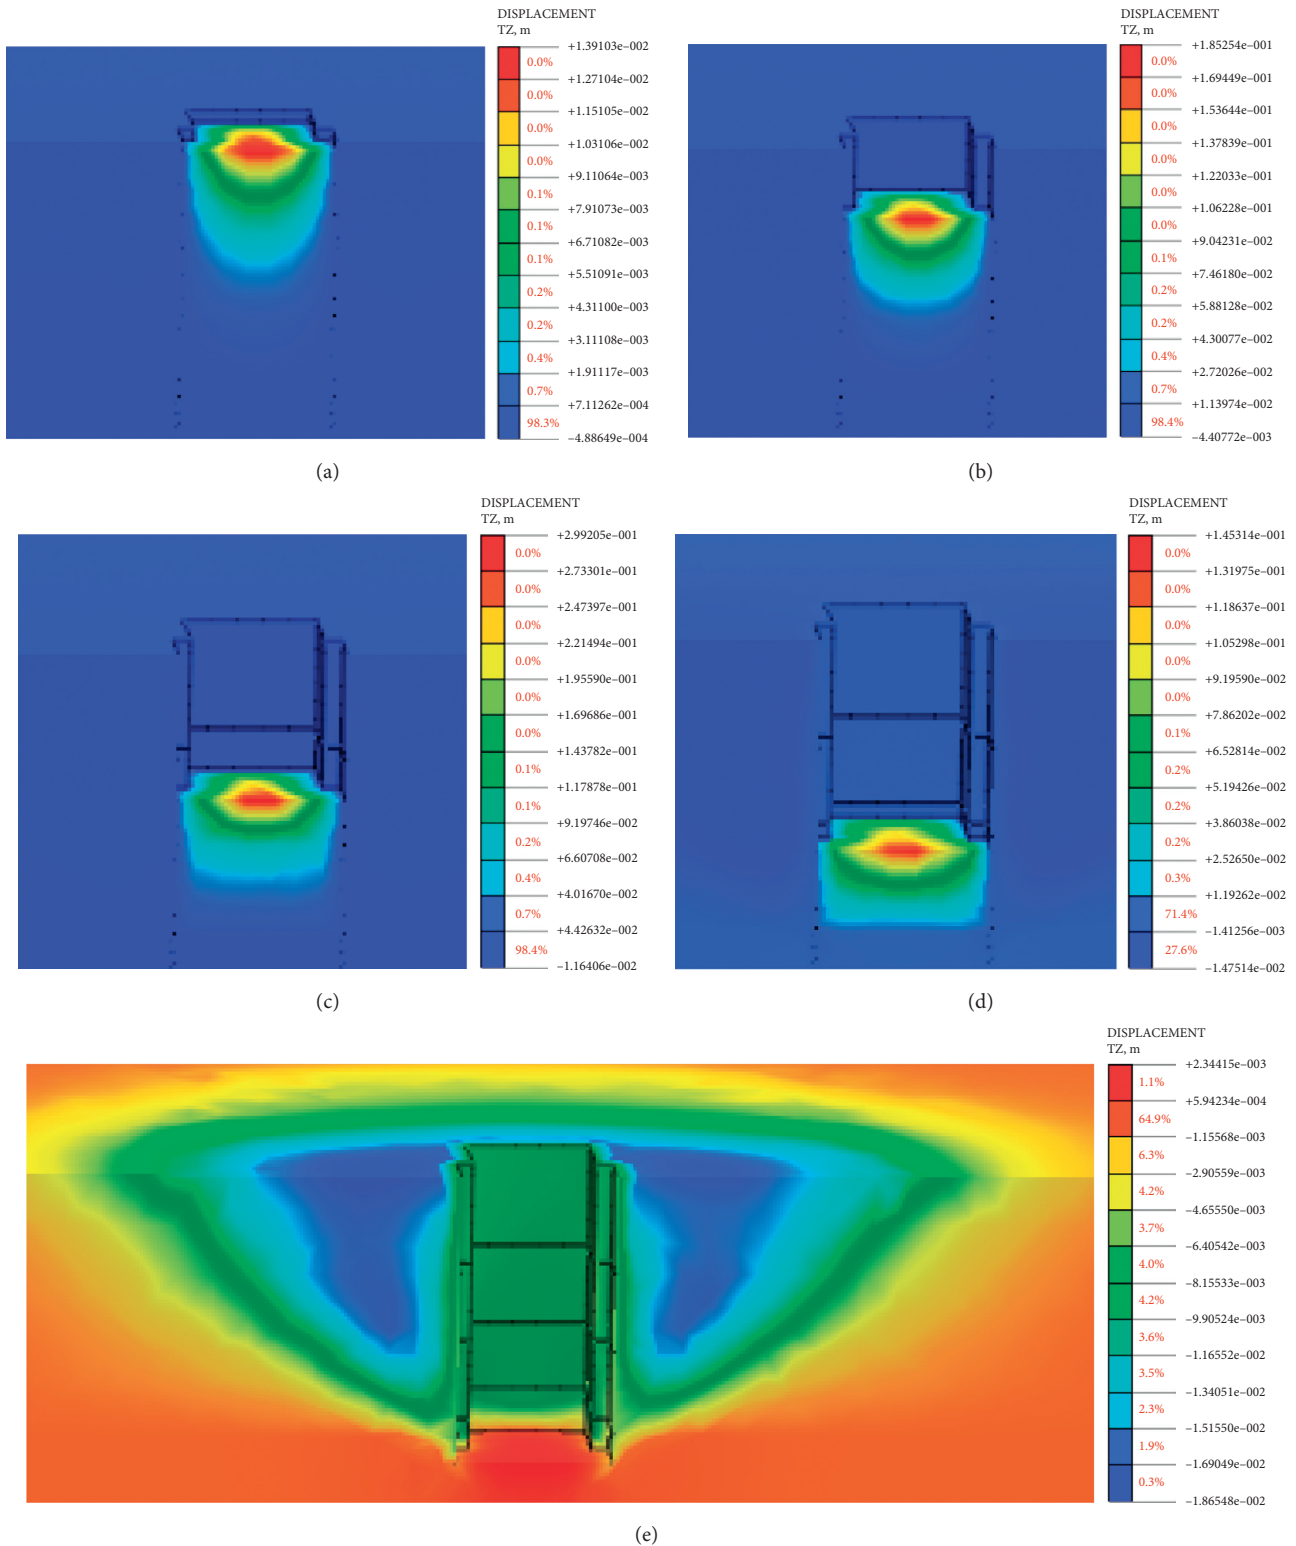 DISPLACEMENT
TZ, m
+1.39103e–002
0.0%
+1.27104e–002
0.0%
+1.15105e–002
0.0%
+1.03106e–002
0.0%
+9.11064e–003
0.1%
+7.91073e–003
0.1%
+6.71082e–003
0.1%
+5.51091e–003
0.2%
+4.31100e–003
0.2%
+3.11108e–003
0.4%
+1.91117e–003
0.7%
+7.11262e–004
98.3%
–4.88649e–004
(a)
DISPLACEMENT
TZ, m
+1.85254e–001
0.0%
+1.69449e–001
0.0%
+1.53644e–001
0.0%
+1.37839e–001
0.0%
+1.22033e–001
0.0%
+1.06228e–001
0.0%
+9.04231e–002
0.1%
+7.46180e–002
0.2%
+5.88128e–002
0.2%
+4.30077e–002
0.4%
+2.72026e–002
0.7%
+1.13974e–002
98.4%
–4.40772e–003
(b)
DISPLACEMENT
TZ, m
+2.99205e–001
0.0%
+2.73301e–001
0.0%
+2.47397e–001
0.0%
+2.21494e–001
0.0%
+1.95590e–001
0.0%
+1.69686e–001
0.0%
+1.43782e–001
0.1%
+1.17878e–001
0.1%
+9.19746e–002
0.2%
+6.60708e–002
0.4%
+4.01670e–002
0.7%
+4.42632e–002
98.4%
–1.16406e–002
(c)
DISPLACEMENT
TZ, m
+1.45314e–001
0.0%
+1.31975e–001
0.0%
+1.18637e–001
0.0%
+1.05298e–001
0.0%
+9.19590e–002
0.0%
+7.86202e–002
0.1%
+6.52814e–002
0.2%
+5.19426e–002
0.2%
+3.86038e–002
0.2%
+2.52650e–002
0.3%
+1.19262e–002
71.4%
–1.41256e–003
27.6%
–1.47514e–002
(d)
DISPLACEMENT
TZ, m
+2.34415e–003
1.1%
+5.94234e–004
64.9%
–1.15568e–003
6.3%
–2.90559e–003
4.2%
–4.65550e–003
3.7%
–6.40542e–003
4.0%
–8.15533e–003
4.2%
–9.90524e–003
3.6%
–1.16552e–002
3.5%
–1.34051e–002
2.3%
–1.51550e–002
1.9%
–1.69049e–002
0.3%
–1.86548e–002
(e)